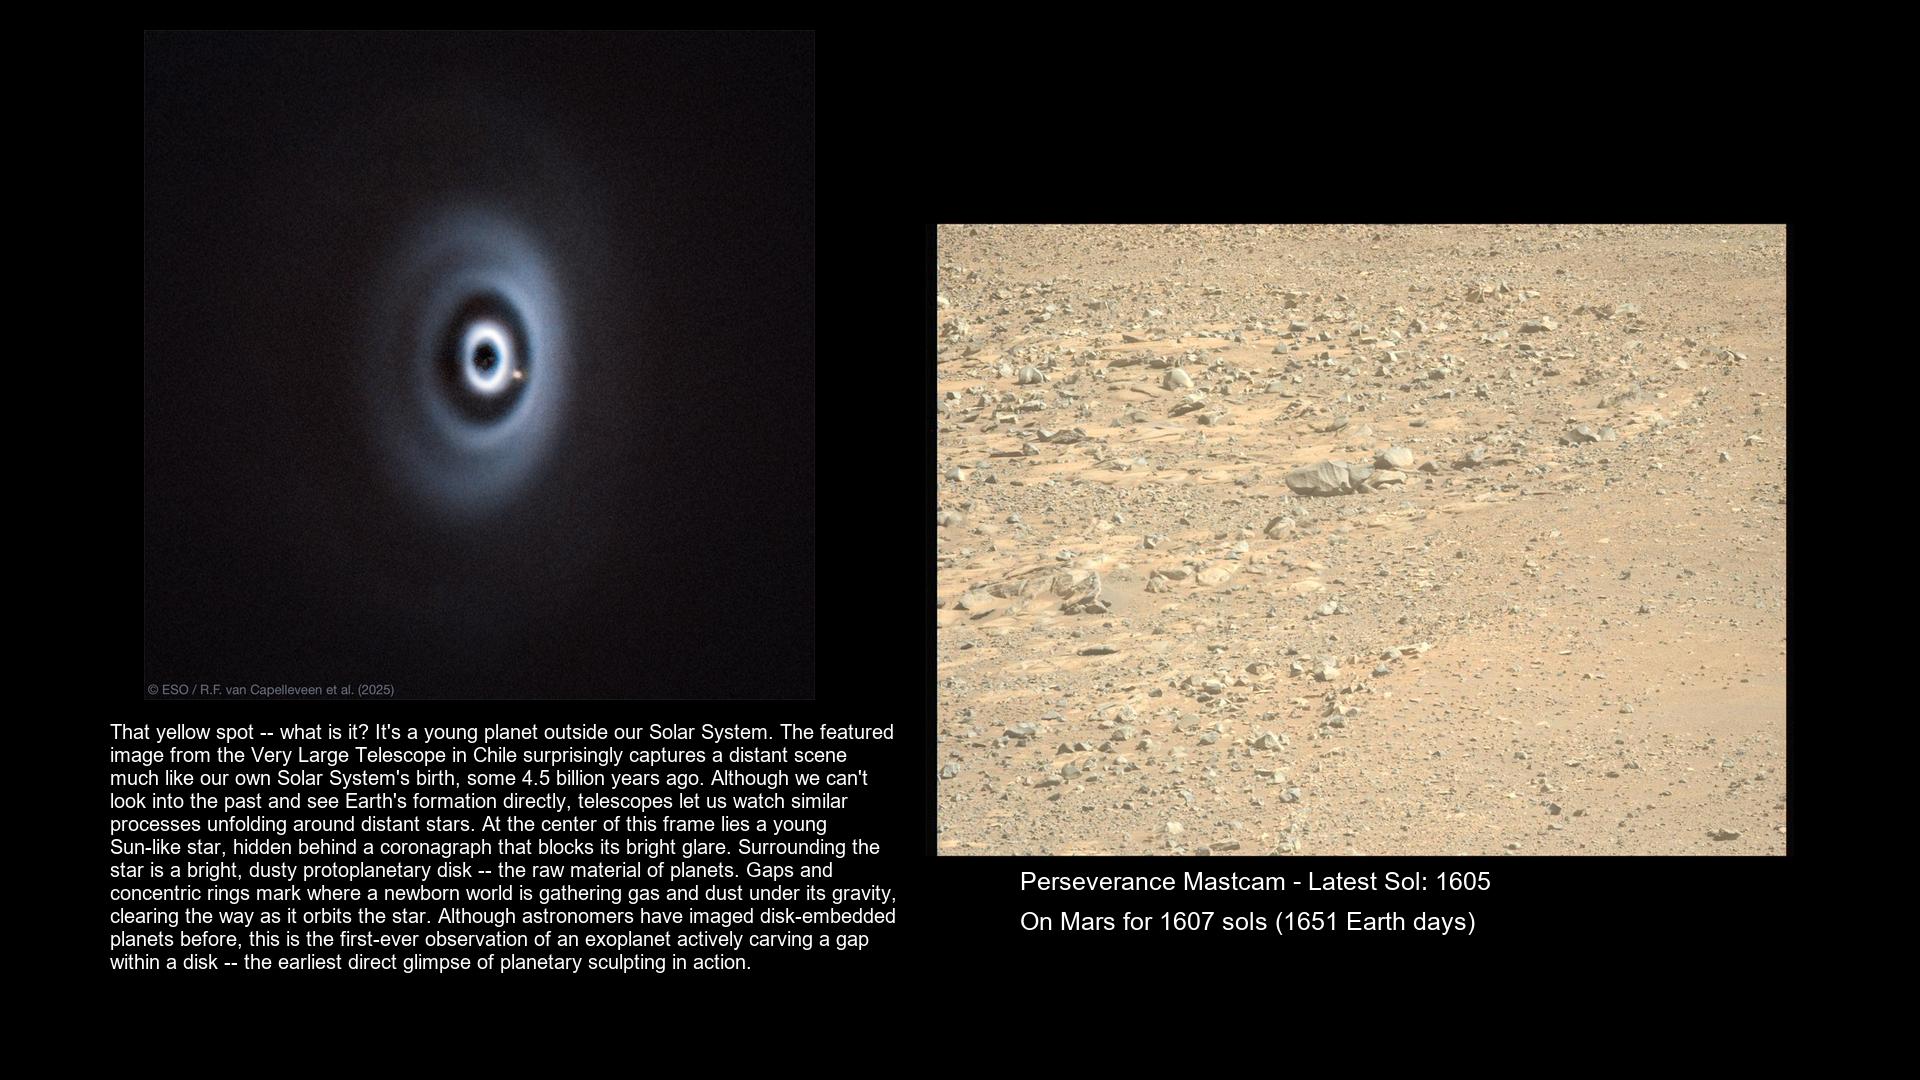 © ESO / R.F. van Capelleveen et al. (2025)
That yellow spot -- what is it? It's a young planet outside our Solar System. The featured
image from the Very Large Telescope in Chile surprisingly captures a distant scene
much like our own Solar System's birth, some 4.5 billion years ago. Although we can't
look into the past and see Earth's formation directly, telescopes let us watch similar
processes unfolding around distant stars. At the center of this frame lies a young
Sun-like star, hidden behind a coronagraph that blocks its bright glare. Surrounding the
star is a bright, dusty protoplanetary disk -- the raw material of planets. Gaps and
concentric rings mark where a newborn world is gathering gas and dust under its gravity,
clearing the way as it orbits the star. Although astronomers have imaged disk-embedded
planets before, this is the first-ever observation of an exoplanet actively carving a gap
within a disk -- the earliest direct glimpse of planetary sculpting in action.
Perseverance Mastcam - Latest Sol: 1605
On Mars for 1607 sols (1651 Earth days)